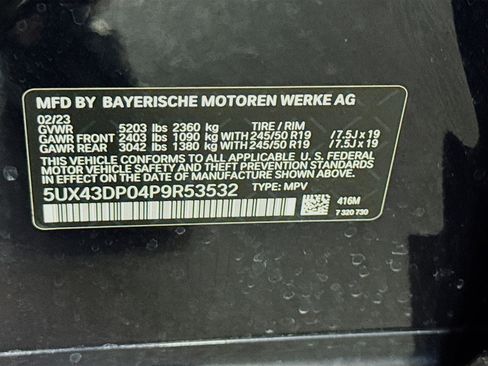 MFD BY BAYERISCHE MOTOREN WERKE AG
02/23
GVWR 5203 lbs 2360 kg TIRE / RIM
GAWR FRONT 2403 lbs 1090 kg WITH 245/50 R19 / 7.5J x 19
GAWR REAR 3042 lbs 1380 kg WITH 245/50 R19 / 7.5J x 19
THIS VEHICLE CONFORMS TO ALL APPLICABLE U. S. FEDERAL
MOTOR VEHICLE SAFETY AND THEFT PREVENTION STANDARDS
IN EFFECT ON THE DATE OF MANUFACTURE SHOWN ABOVE.
5UX43DP04P9R53532 TYPE: MPV
416M
7 320 730